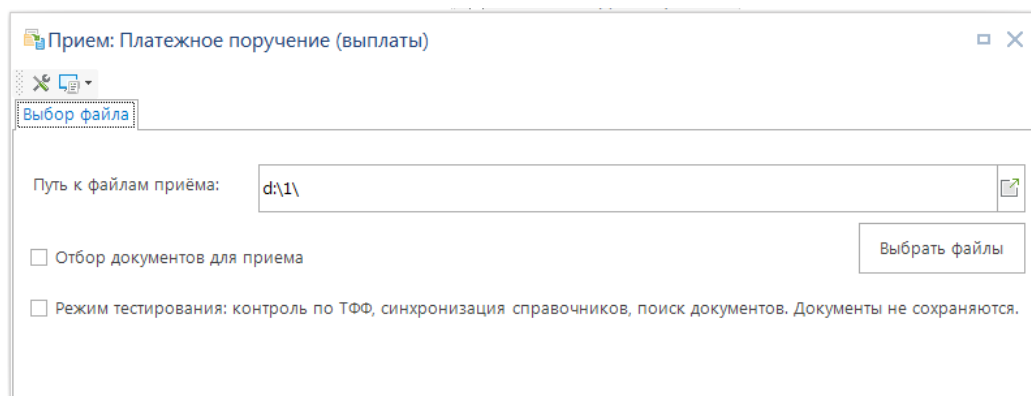 Прием: Платежное поручение (выплаты)
Выбор файла
Путь к файлам приёма:
d:\1\
Выбрать файлы
Отбор документов для приема
Режим тестирования: контроль по ТФФ, синхронизация справочников, поиск документов. Документы не сохраняются.